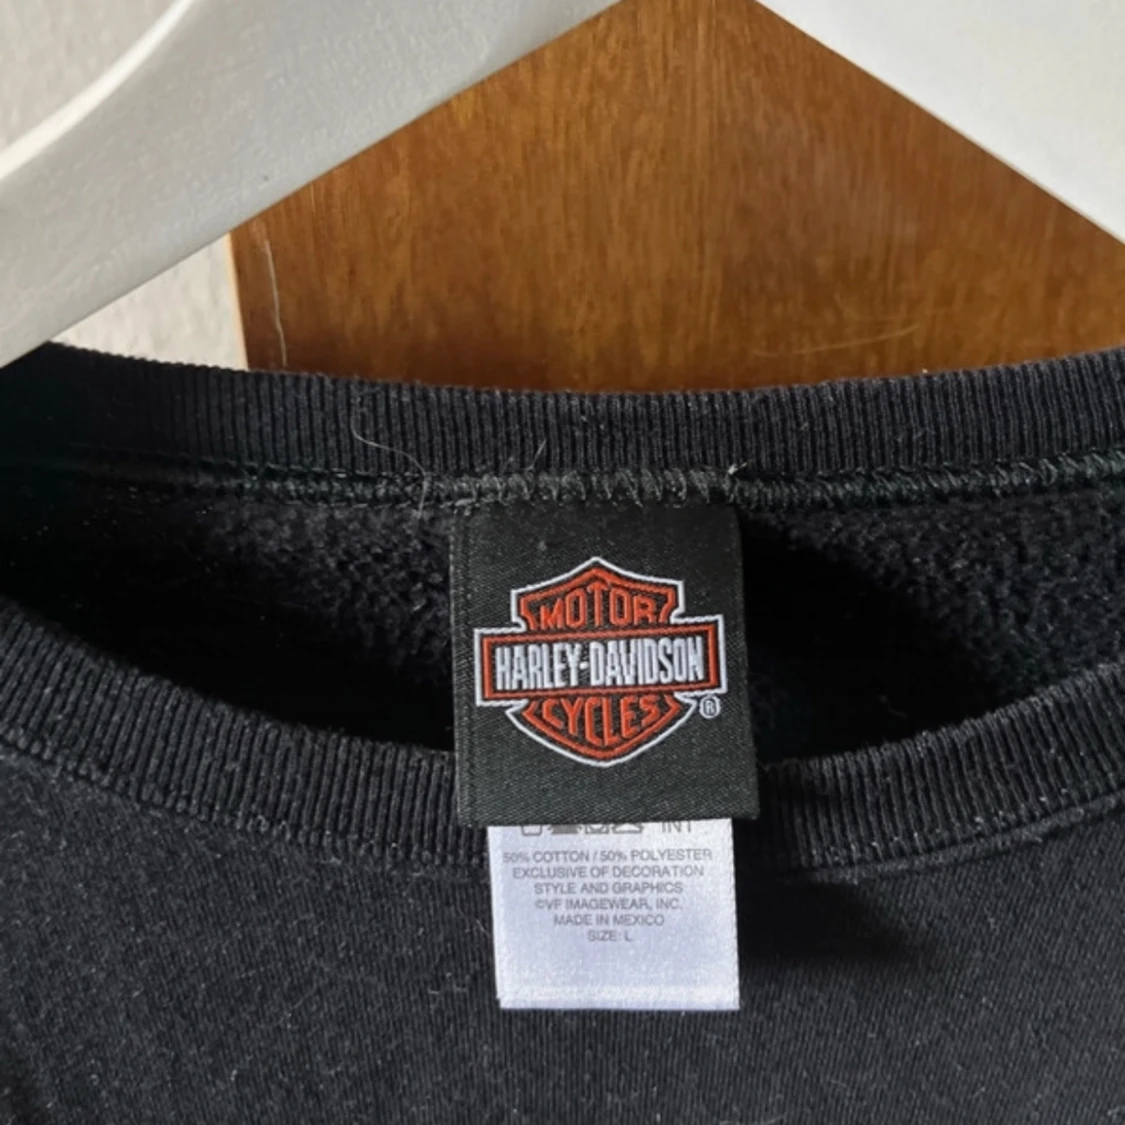 MOTOR
HARLEY-DAVIDSON
CYCLES
®
INT
50% COTTON / 50% POLYESTER
EXCLUSIVE OF DECORATION
STYLE AND GRAPHICS
©VF IMAGEWEAR, INC.
MADE IN MEXICO
SIZE: L